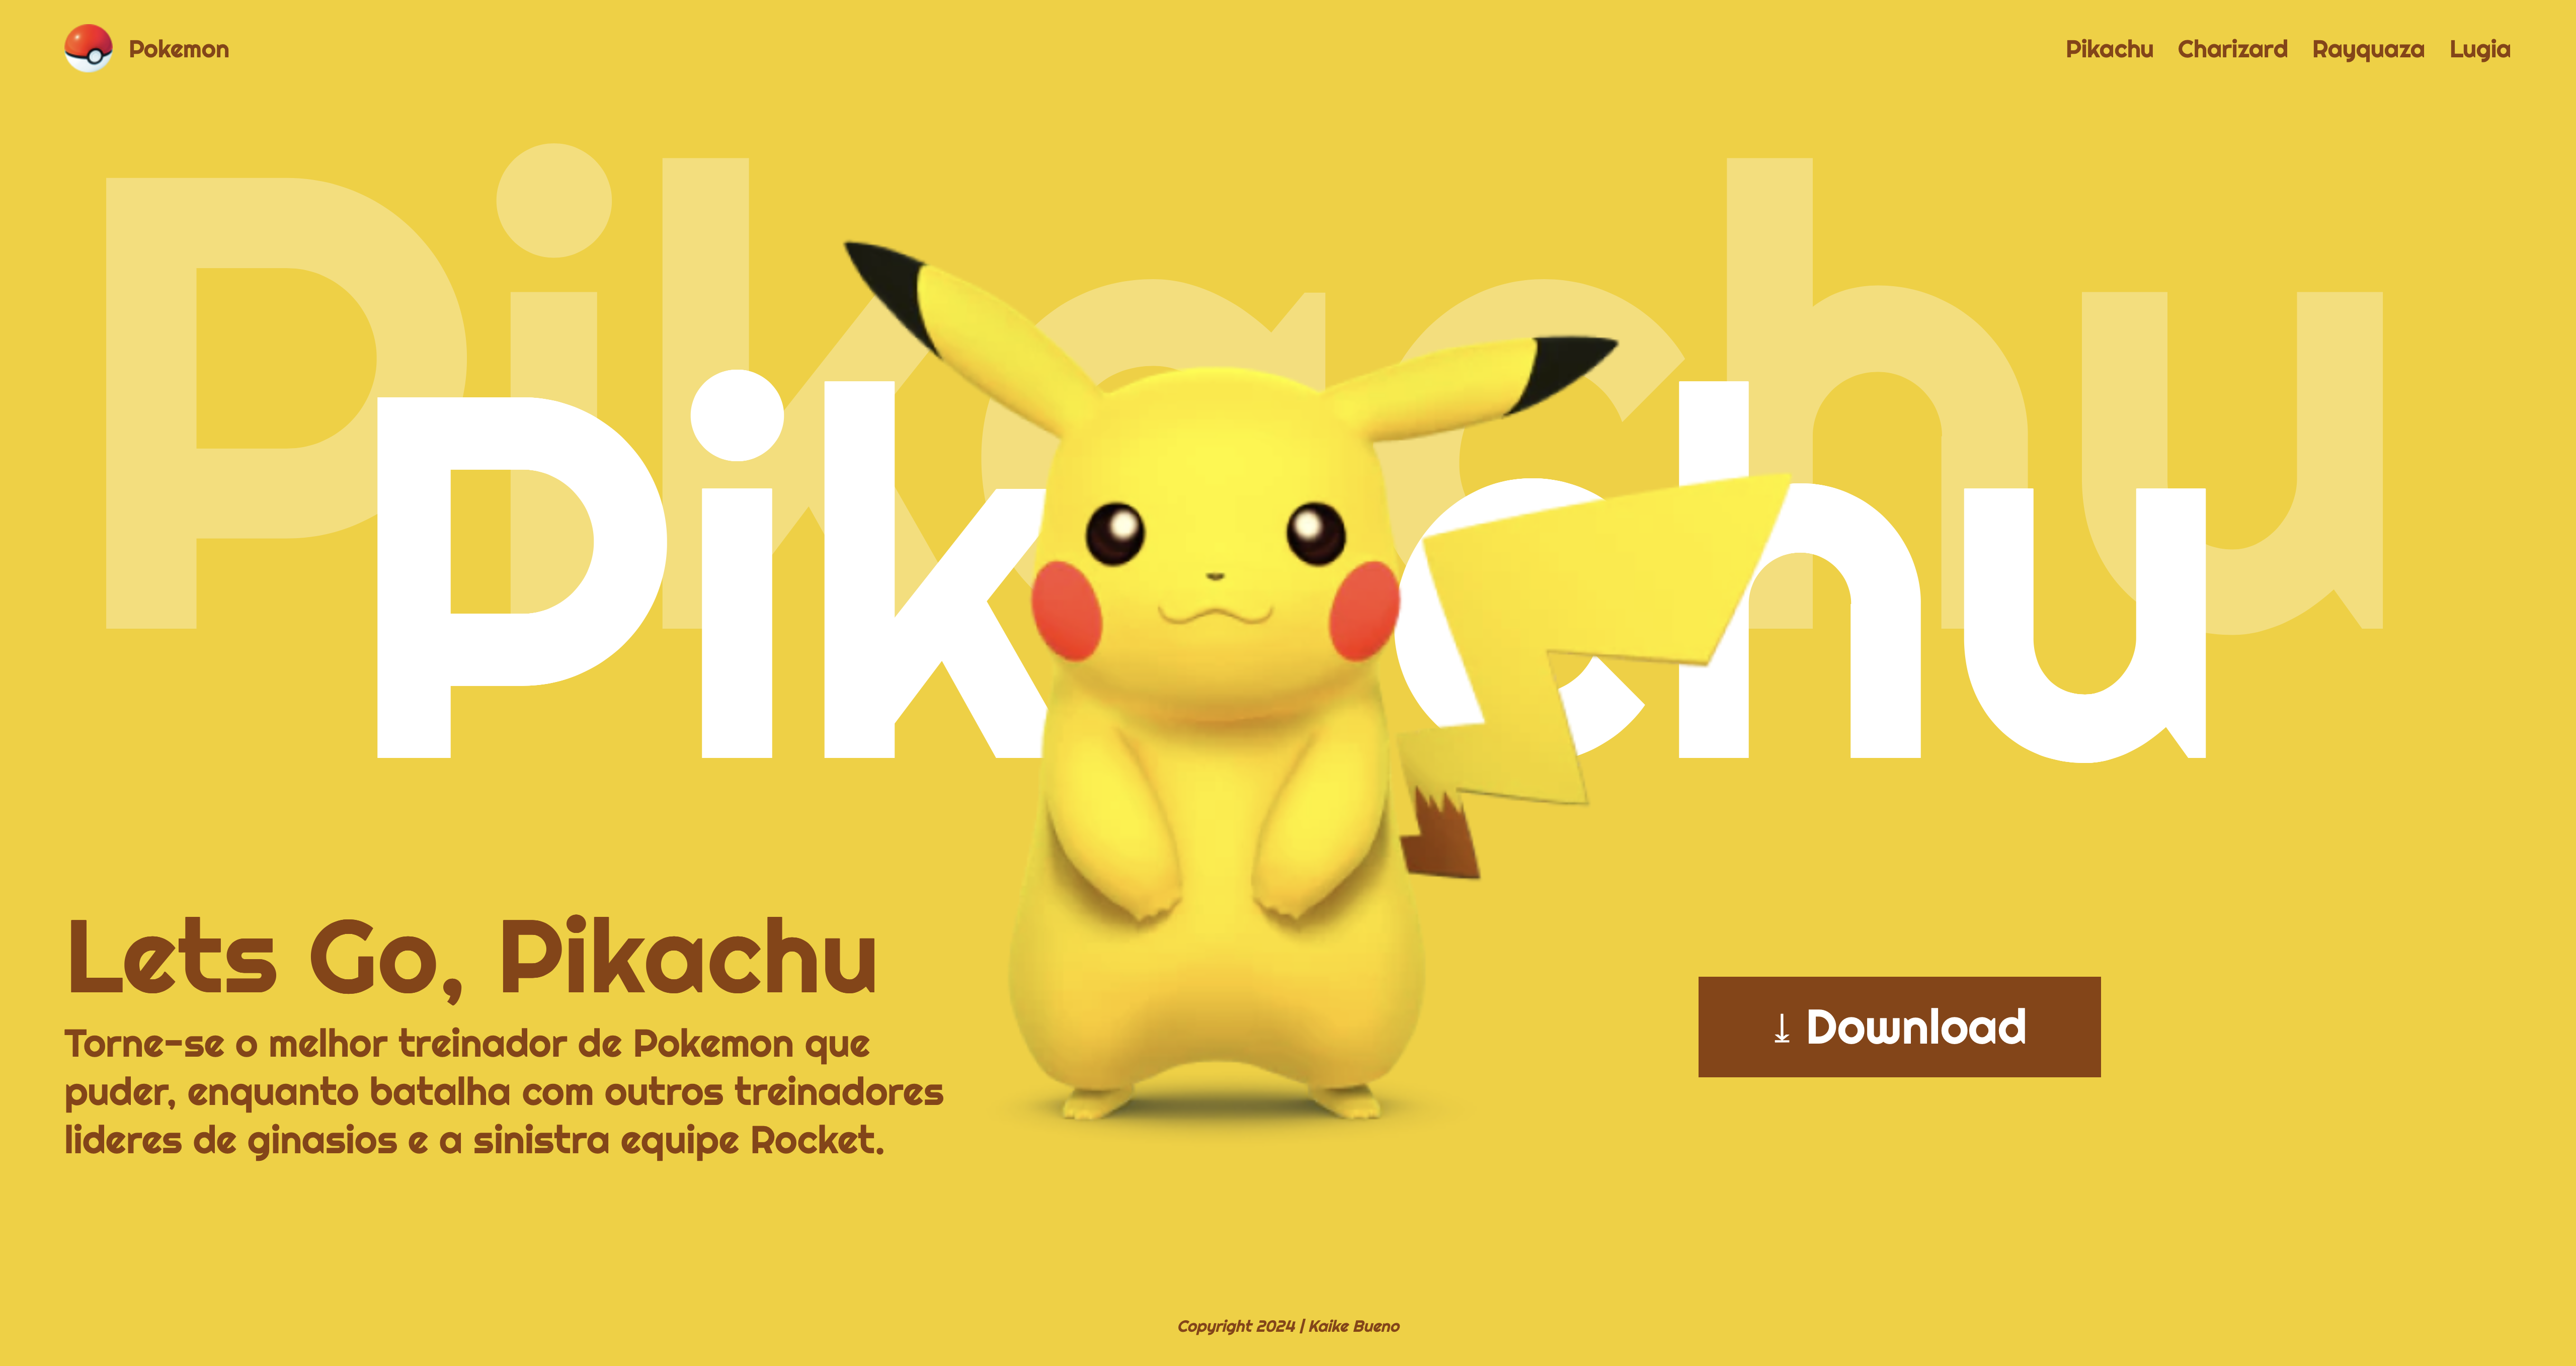 Pokemon
Pikachu Charizard Rayquaza Lugia
Pikachu
Pikachu
Lets Go, Pikachu
Torne-se o melhor treinador de Pokemon que
puder, enquanto batalha com outros treinadores
lideres de ginasios e a sinistra equipe Rocket.
↓ Download
Copyright 2024 | Kaike Bueno